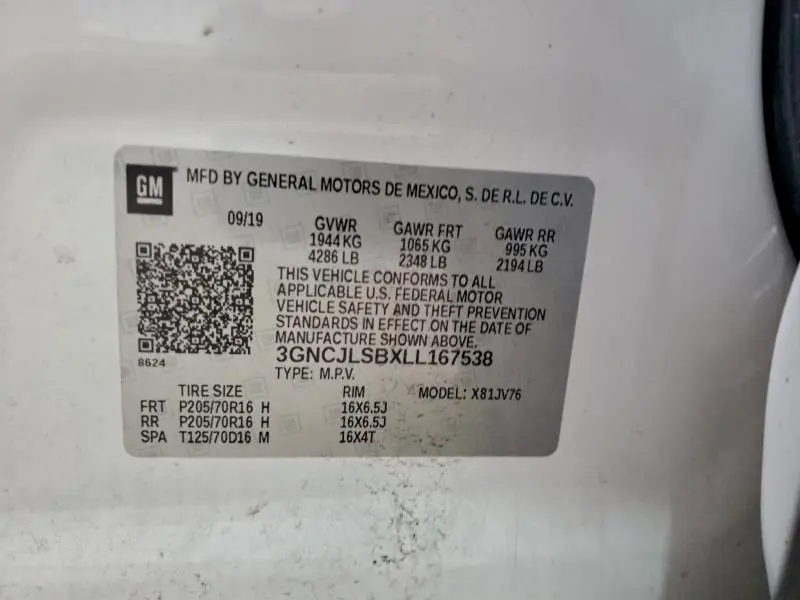 GM MFD BY GENERAL MOTORS DE MEXICO, S. DE R.L. DE C.V.
09/19 GVWR GAWR FRT GAWR RR
1944 KG 1065 KG 995 KG
4286 LB 2348 LB 2194 LB
THIS VEHICLE CONFORMS TO ALL
APPLICABLE U.S. FEDERAL MOTOR
VEHICLE SAFETY AND THEFT PREVENTION
STANDARDS IN EFFECT ON THE DATE OF
MANUFACTURE SHOWN ABOVE.
3GNCJLSBXLL167538
8624
TYPE: M.P.V.
TIRE SIZE RIM MODEL: X81JV76
FRT P205/70R16 H 16X6.5J
RR P205/70R16 H 16X6.5J
SPA T125/70D16 M 16X4T